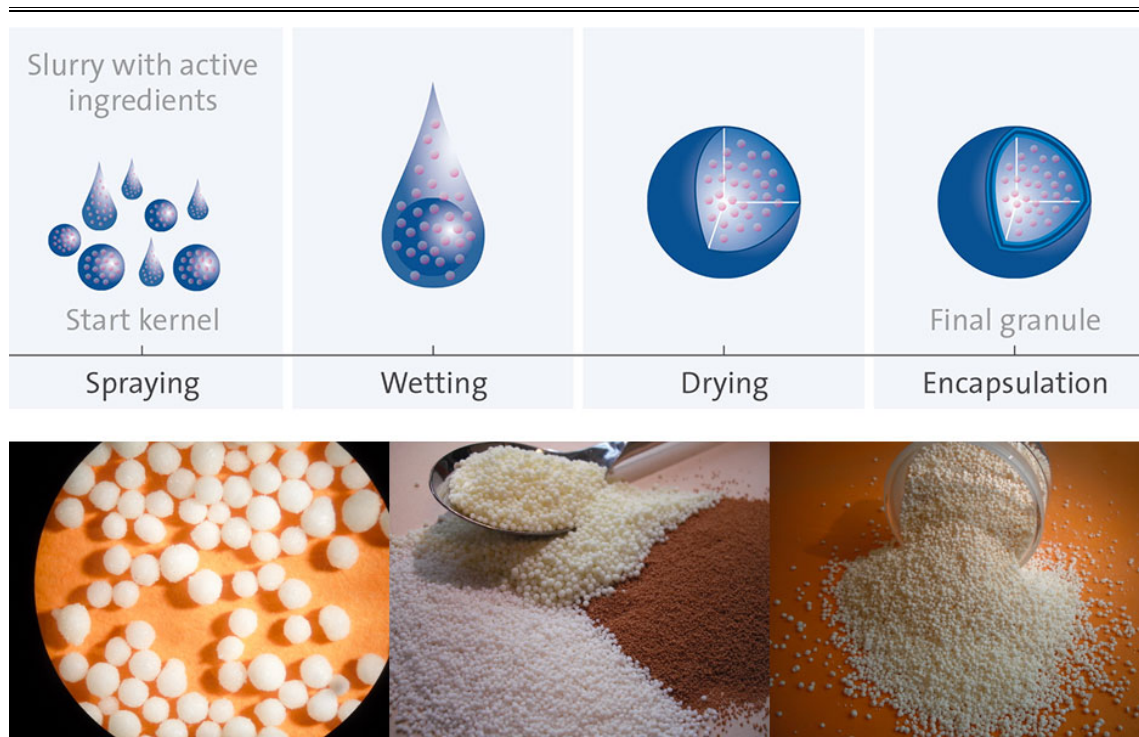 Slurry with active
ingredients
Start kernel
Final granule
Spraying
Wetting
Drying
Encapsulation